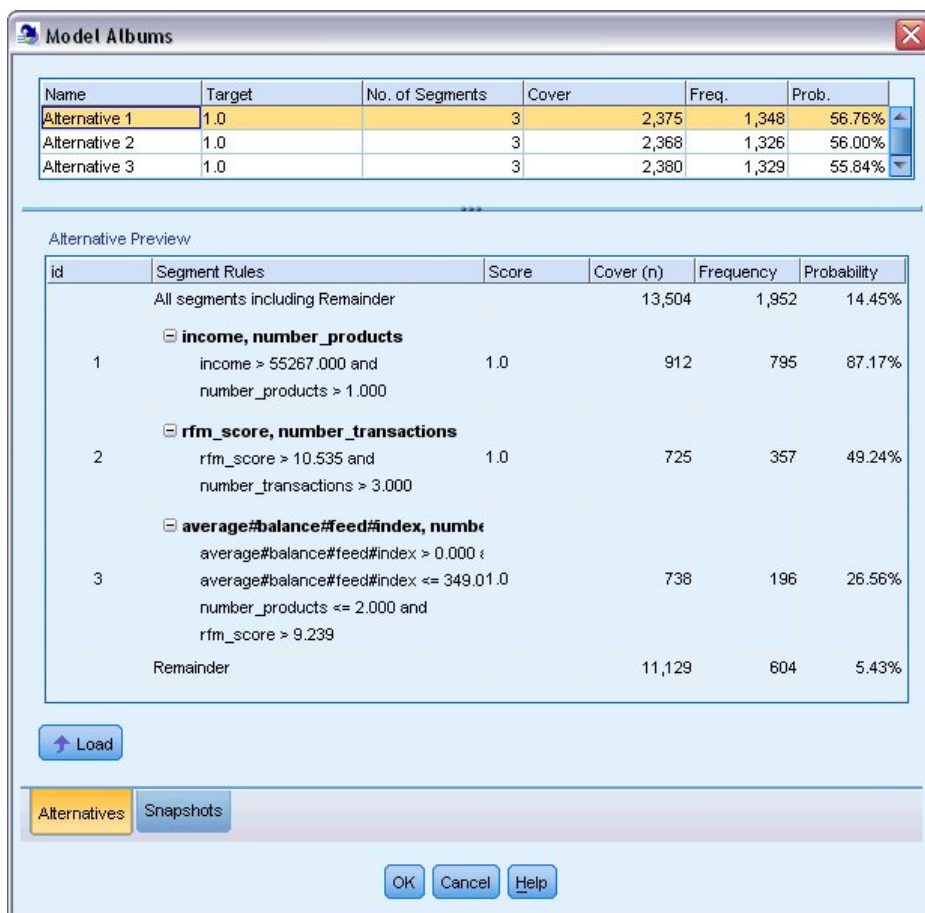 Model Albums
Name Target No. of Segments Cover Freq. Prob.
Alternative 1 1.0 3 2,375 1,348 56.76%
Alternative 2 1.0 3 2,368 1,326 56.00%
Alternative 3 1.0 3 2,380 1,329 55.84%
Alternative Preview
id Segment Rules Score Cover (n) Frequency Probability
All segments including Remainder 13,504 1,952 14.45%
income, number_products
income > 55267.000 and
1 1.0 912 795 87.17%
number_products > 1.000
rfm_score, number_transactions
rfm_score > 10.535 and
2 1.0 725 357 49.24%
number_transactions > 3.000
average#balance#feed#index, numbe
average#balance#feed#index > 0.000
average#balance#feed#index <= 349.0
3 1.0 738 196 26.56%
number_products <= 2.000 and
rfm_score > 9.239
Remainder 11,129 604 5.43%
Load
Alternatives Snapshots
OK Cancel Help